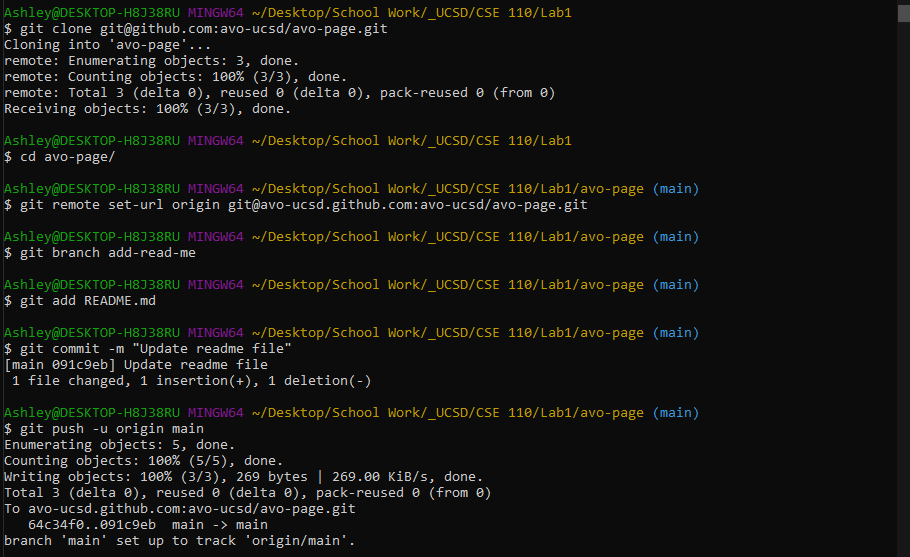 Ashley@DESKTOP-H8J38RU MINGW64 ~/Desktop/School Work/_UCSD/CSE 110/Lab1
$ git clone git@github.com:avo-ucsd/avo-page.git
Cloning into 'avo-page'...
remote: Enumerating objects: 3, done.
remote: Counting objects: 100% (3/3), done.
remote: Total 3 (delta 0), reused 0 (delta 0), pack-reused 0 (from 0)
Receiving objects: 100% (3/3), done.
Ashley@DESKTOP-H8J38RU MINGW64 ~/Desktop/School Work/_UCSD/CSE 110/Lab1
$ cd avo-page/
Ashley@DESKTOP-H8J38RU MINGW64 ~/Desktop/School Work/_UCSD/CSE 110/Lab1/avo-page (main)
$ git remote set-url origin git@avo-ucsd.github.com:avo-ucsd/avo-page.git
Ashley@DESKTOP-H8J38RU MINGW64 ~/Desktop/School Work/_UCSD/CSE 110/Lab1/avo-page (main)
$ git branch add-read-me
Ashley@DESKTOP-H8J38RU MINGW64 ~/Desktop/School Work/_UCSD/CSE 110/Lab1/avo-page (main)
$ git add README.md
Ashley@DESKTOP-H8J38RU MINGW64 ~/Desktop/School Work/_UCSD/CSE 110/Lab1/avo-page (main)
$ git commit -m "Update readme file"
[main 091c9eb] Update readme file
 1 file changed, 1 insertion(+), 1 deletion(-)
Ashley@DESKTOP-H8J38RU MINGW64 ~/Desktop/School Work/_UCSD/CSE 110/Lab1/avo-page (main)
$ git push -u origin main
Enumerating objects: 5, done.
Counting objects: 100% (5/5), done.
Writing objects: 100% (3/3), 269 bytes | 269.00 KiB/s, done.
Total 3 (delta 0), reused 0 (delta 0), pack-reused 0 (from 0)
To avo-ucsd.github.com:avo-ucsd/avo-page.git
   64c34f0..091c9eb  main -> main
branch 'main' set up to track 'origin/main'.